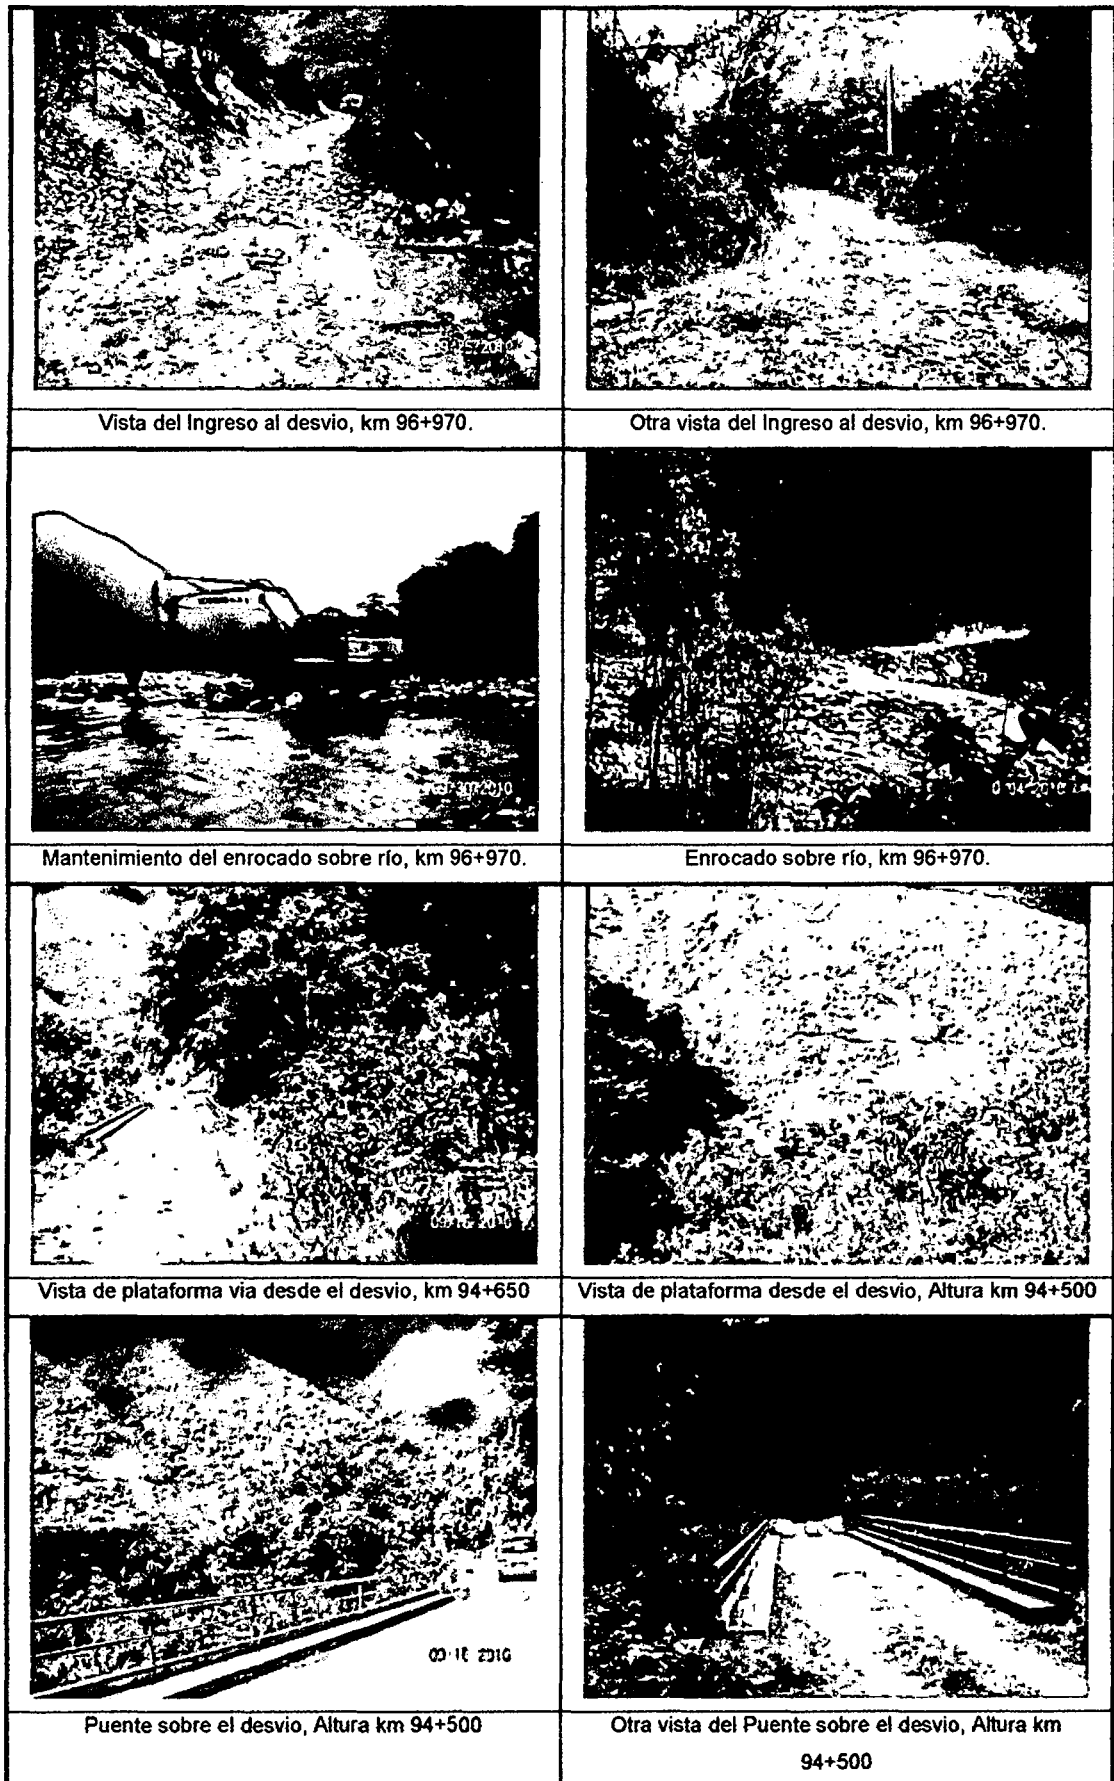 Vista del Ingreso al desvio, km 96+970.
Otra vista del Ingreso al desvio, km 96+970.
09/30/2010
Mantenimiento del enrocado sobre río, km 96+970.
Enrocado sobre río, km 96+970.
Vista de plataforma via desde el desvio, km 94+650
Vista de plataforma desde el desvio, Altura km 94+500
Puente sobre el desvio, Altura km 94+500
Otra vista del Puente sobre el desvio, Altura km
94+500